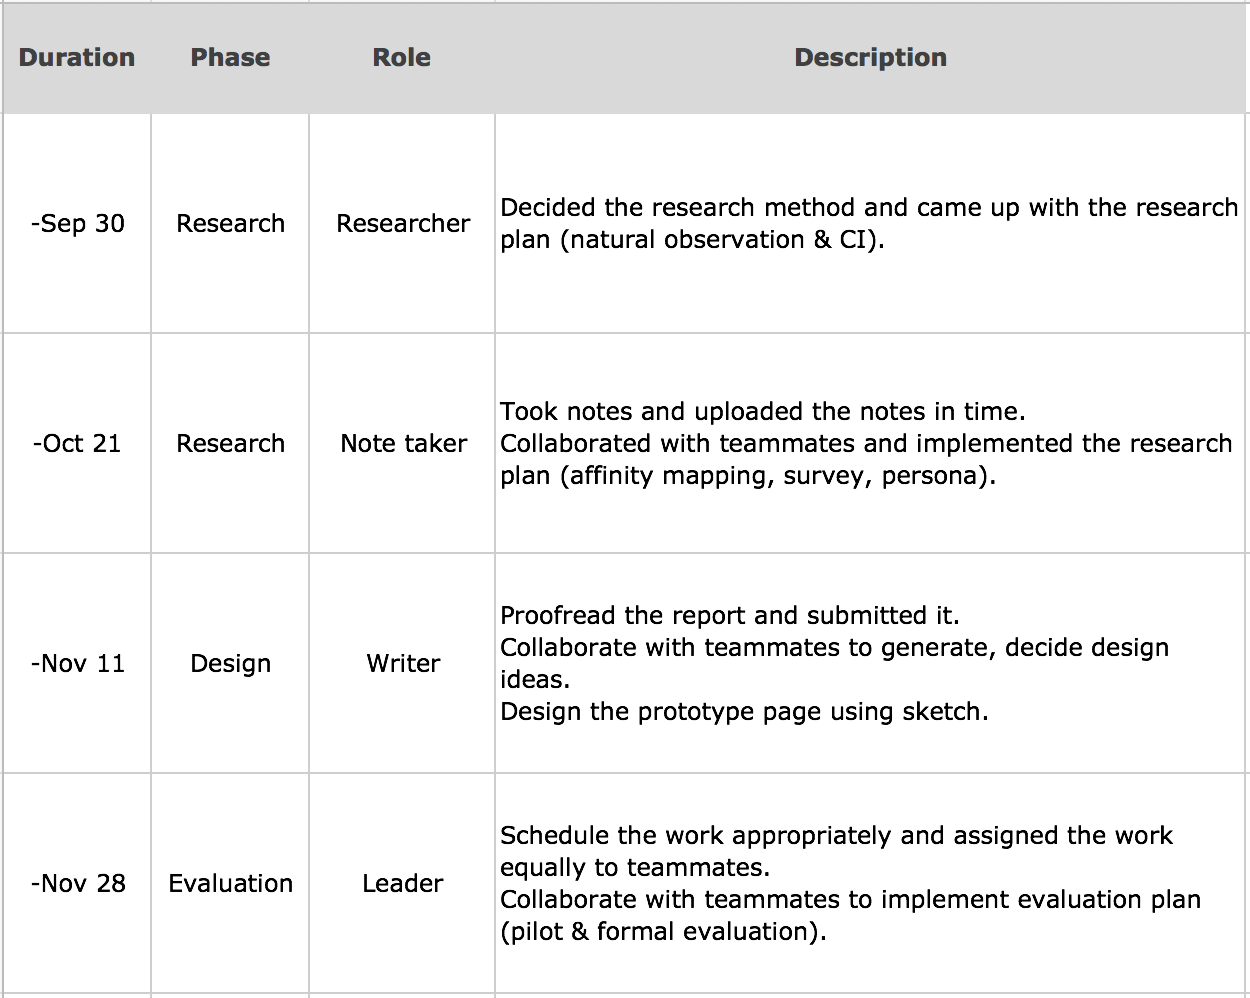 Duration Phase Role Description
-Sep 30 Research Researcher Decided the research method and came up with the research
plan (natural observation & CI).
-Oct 21 Research Note taker Took notes and uploaded the notes in time.
Collaborated with teammates and implemented the research
plan (affinity mapping, survey, persona).
-Nov 11 Design Writer Proofread the report and submitted it.
Collaborate with teammates to generate, decide design
ideas.
Design the prototype page using sketch.
-Nov 28 Evaluation Leader Schedule the work appropriately and assigned the work
equally to teammates.
Collaborate with teammates to implement evaluation plan
(pilot & formal evaluation).